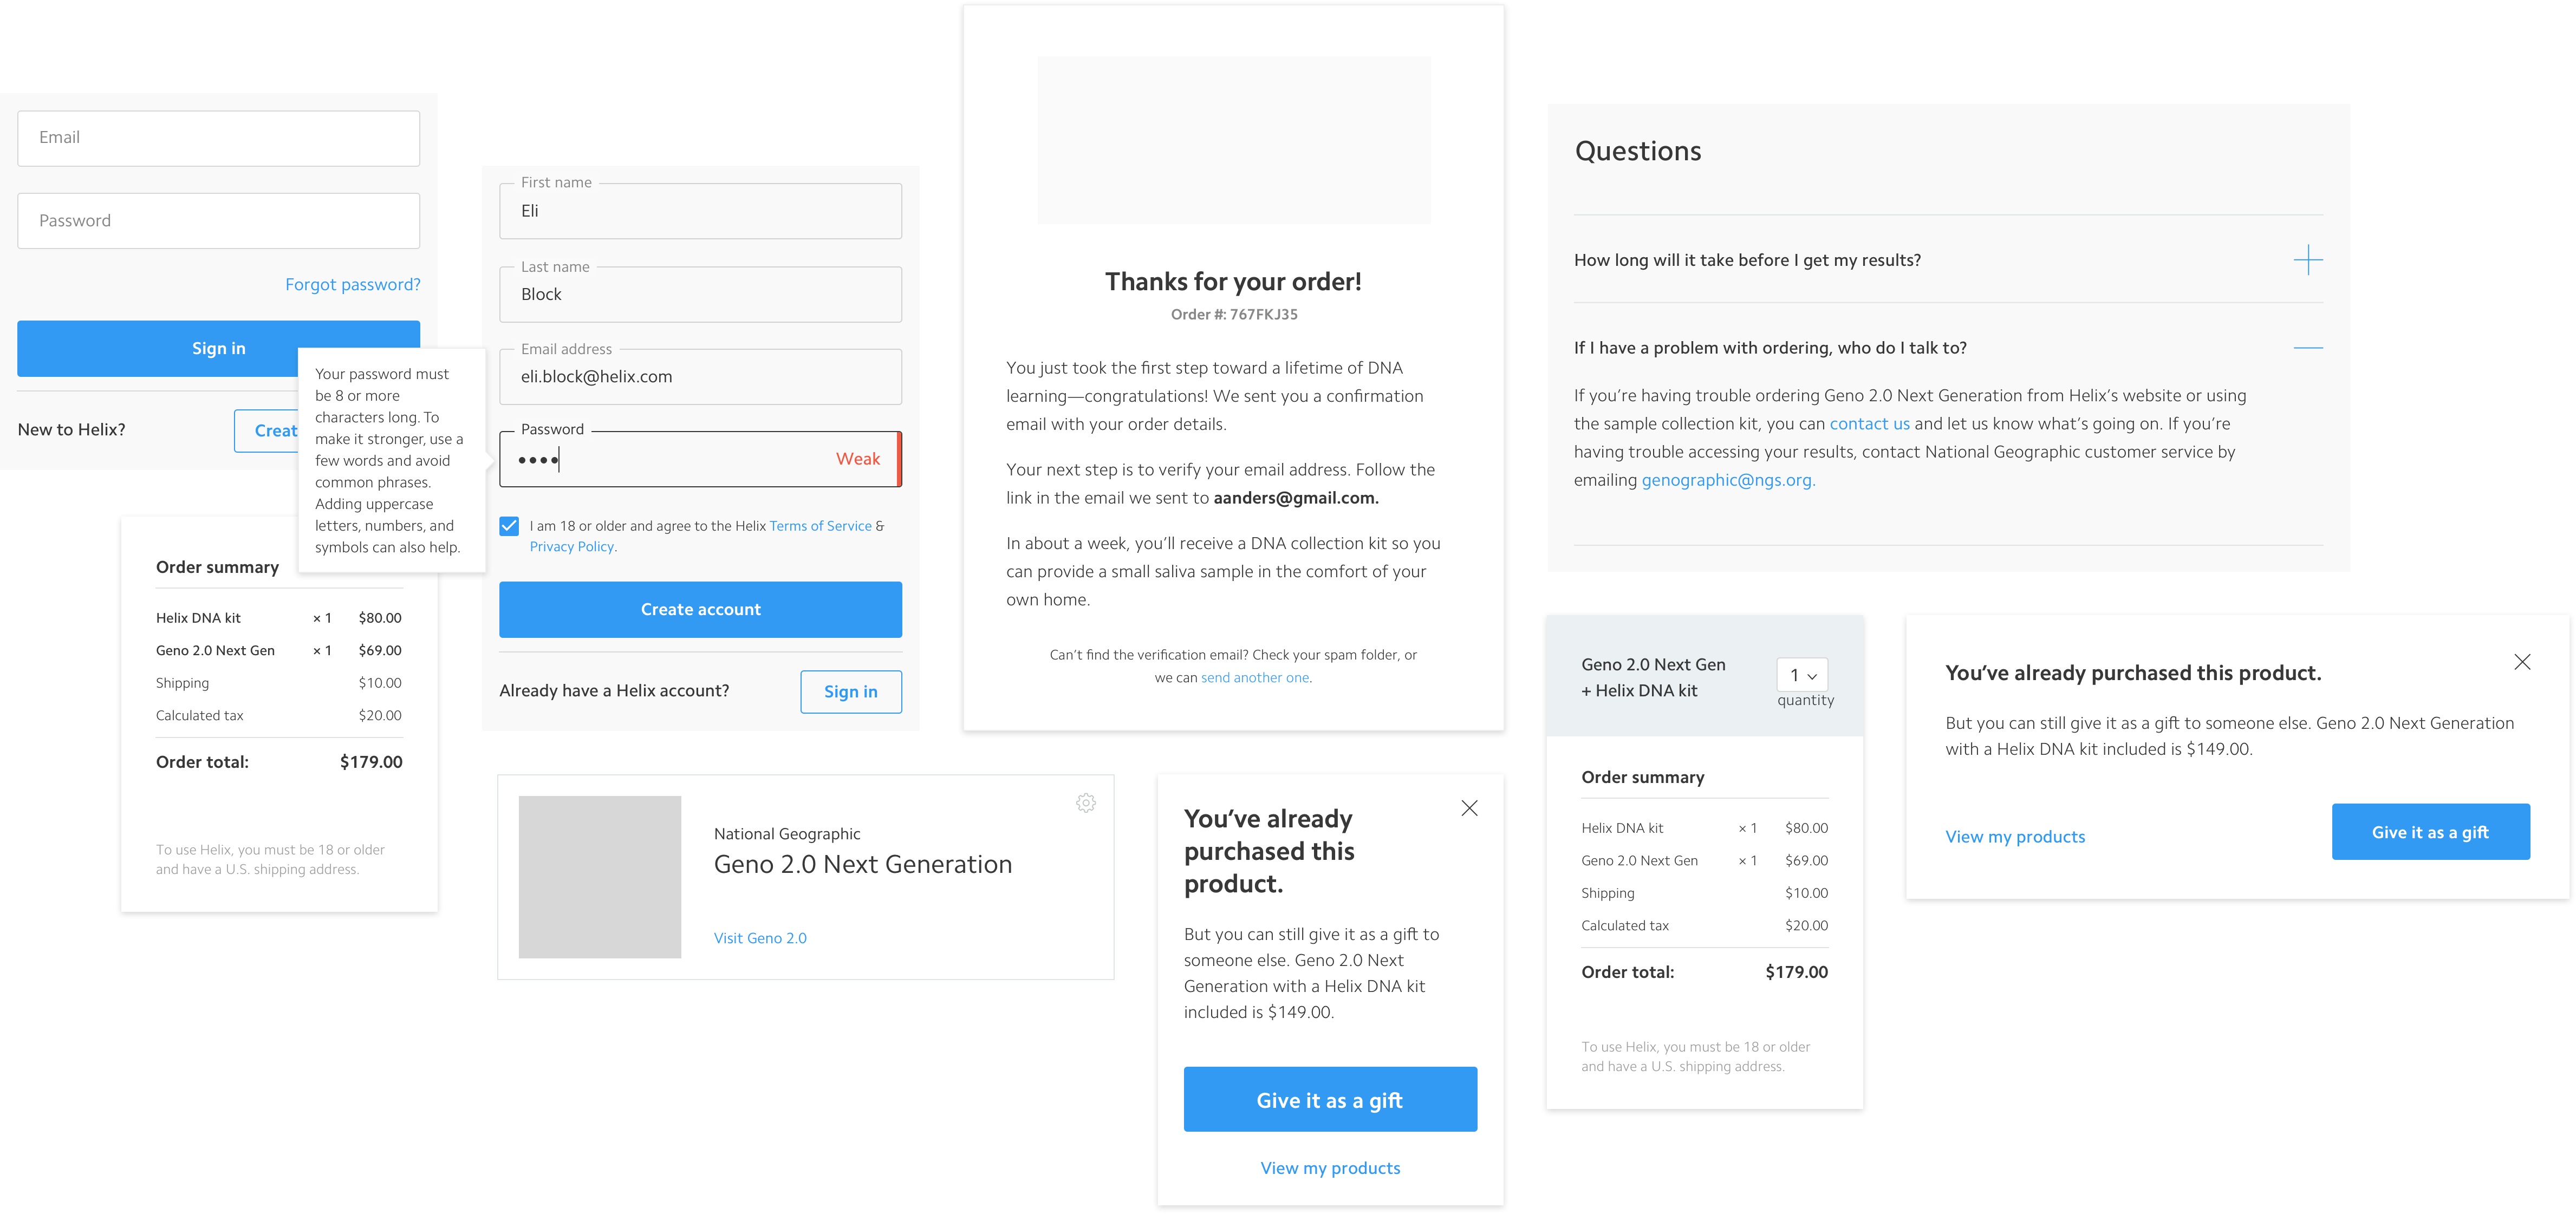 Email
Password
Forgot password?
Sign in
New to Helix?
Creat
Your password must
be 8 or more
characters long. To
make it stronger, use a
few words and avoid
common phrases.
Adding uppercase
letters, numbers, and
symbols can also help.
Order summary
Helix DNA kit × 1 $80.00
Geno 2.0 Next Gen × 1 $69.00
Shipping $10.00
Calculated tax $20.00
Order total: $179.00
To use Helix, you must be 18 or older
and have a U.S. shipping address.
First name
Eli
Last name
Block
Email address
eli.block@helix.com
Password
Weak
I am 18 or older and agree to the Helix Terms of Service &
Privacy Policy.
Create account
Already have a Helix account?
Sign in
Thanks for your order!
Order #: 767FKJ35
You just took the first step toward a lifetime of DNA
learning—congratulations! We sent you a confirmation
email with your order details.
Your next step is to verify your email address. Follow the
link in the email we sent to aanders@gmail.com.
In about a week, you’ll receive a DNA collection kit so you
can provide a small saliva sample in the comfort of your
own home.
Can’t find the verification email? Check your spam folder, or
we can send another one.
National Geographic
Geno 2.0 Next Generation
Visit Geno 2.0
You’ve already
purchased this
product.
But you can still give it as a gift to
someone else. Geno 2.0 Next
Generation with a Helix DNA kit
included is $149.00.
Give it as a gift
View my products
Questions
How long will it take before I get my results?
If I have a problem with ordering, who do I talk to?
If you’re having trouble ordering Geno 2.0 Next Generation from Helix’s website or using
the sample collection kit, you can contact us and let us know what’s going on. If you’re
having trouble accessing your results, contact National Geographic customer service by
emailing genographic@ngs.org.
Geno 2.0 Next Gen
+ Helix DNA kit
1
quantity
Order summary
Helix DNA kit × 1 $80.00
Geno 2.0 Next Gen × 1 $69.00
Shipping $10.00
Calculated tax $20.00
Order total: $179.00
To use Helix, you must be 18 or older
and have a U.S. shipping address.
You’ve already purchased this product.
But you can still give it as a gift to someone else. Geno 2.0 Next Generation
with a Helix DNA kit included is $149.00.
View my products
Give it as a gift